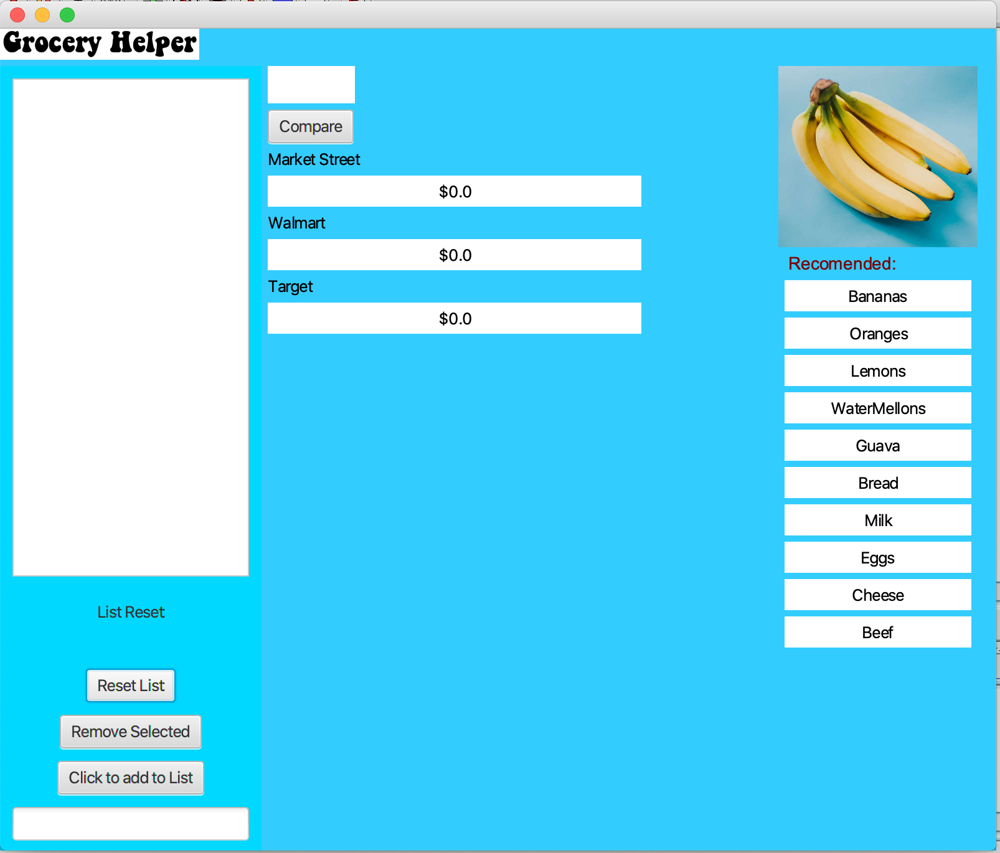 Grocery Helper
List Reset
Reset List
Remove Selected
Click to add to List
Compare
Market Street
$0.0
Walmart
$0.0
Target
$0.0
Recomended:
Bananas
Oranges
Lemons
WaterMellons
Guava
Bread
Milk
Eggs
Cheese
Beef